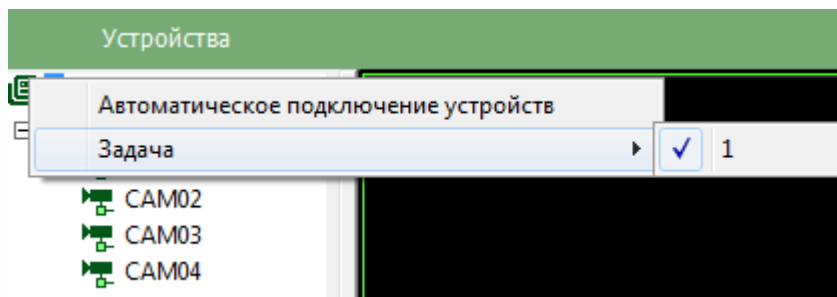 Устройства
Автоматическое подключение устройств
Задача 1
CAM02
CAM03
CAM04